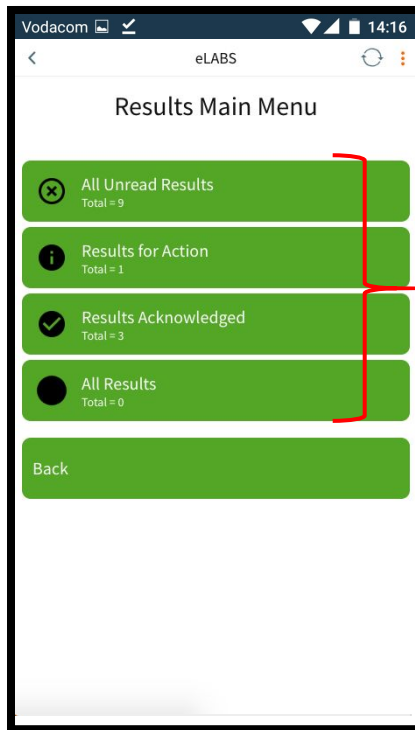 Vodacom 14:16
eLABS
Results Main Menu
All Unread Results
Total = 9
Results for Action
Total = 1
Results Acknowledged
Total = 3
All Results
Total = 0
Back